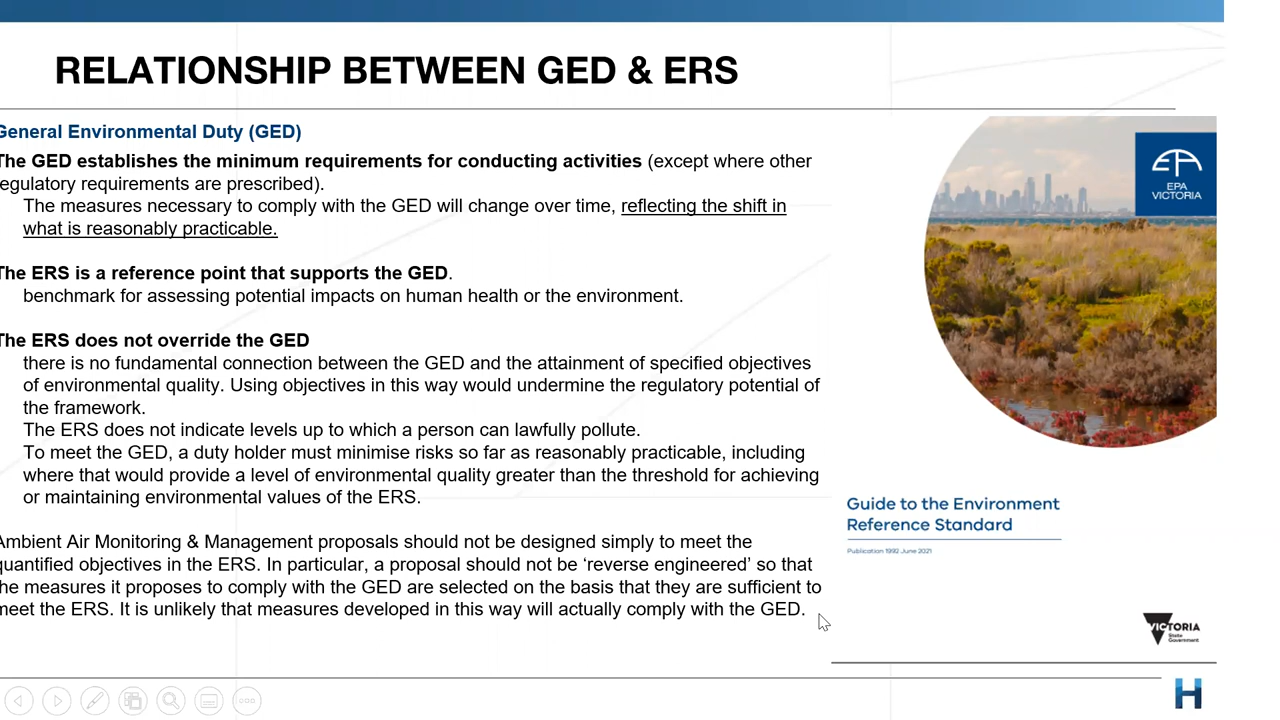 RELATIONSHIP BETWEEN GED & ERS
General Environmental Duty (GED)
The GED establishes the minimum requirements for conducting activities (except where other
regulatory requirements are prescribed).
The measures necessary to comply with the GED will change over time, reflecting the shift in
what is reasonably practicable.
The ERS is a reference point that supports the GED.
benchmark for assessing potential impacts on human health or the environment.
The ERS does not override the GED
there is no fundamental connection between the GED and the attainment of specified objectives
of environmental quality. Using objectives in this way would undermine the regulatory potential of
the framework.
The ERS does not indicate levels up to which a person can lawfully pollute.
To meet the GED, a duty holder must minimise risks so far as reasonably practicable, including
where that would provide a level of environmental quality greater than the threshold for achieving
or maintaining environmental values of the ERS.
Ambient Air Monitoring & Management proposals should not be designed simply to meet the
quantified objectives in the ERS. In particular, a proposal should not be ‘reverse engineered’ so that
the measures it proposes to comply with the GED are selected on the basis that they are sufficient to
meet the ERS. It is unlikely that measures developed in this way will actually comply with the GED.
EPA
VICTORIA
Guide to the Environment
Reference Standard
Publication 1992 June 2021
VICTORIA
State
Government
H